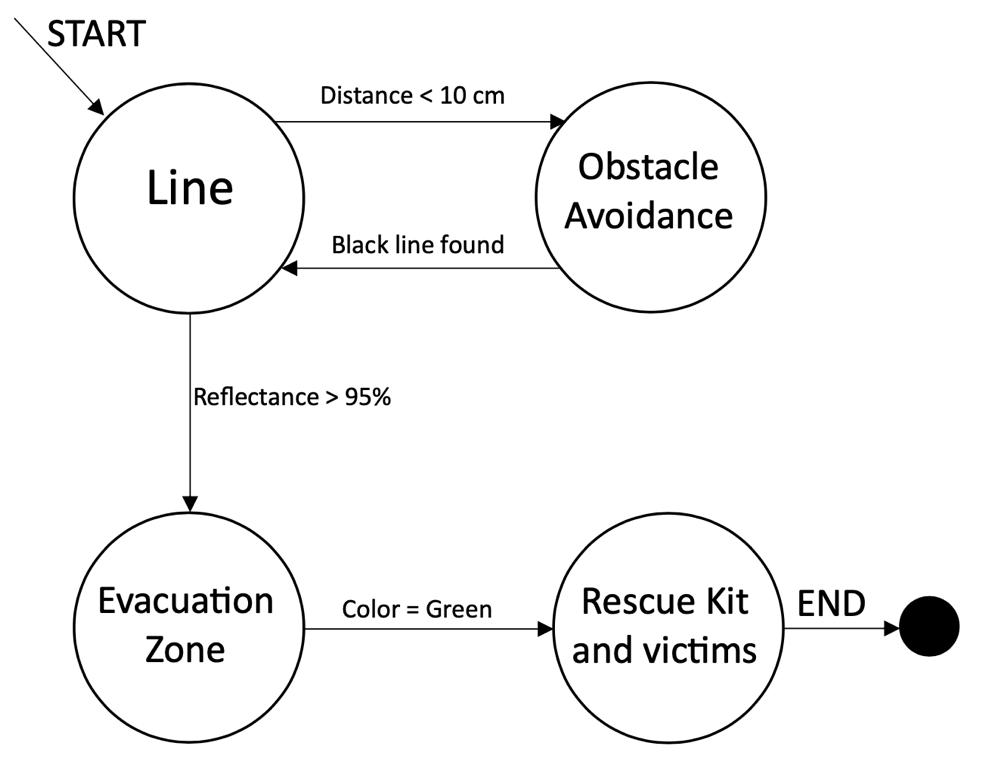 START
Distance < 10 cm
Line
Obstacle
Avoidance
Black line found
Reflectance > 95%
Evacuation
Zone
Color = Green
Rescue Kit
and victims
END